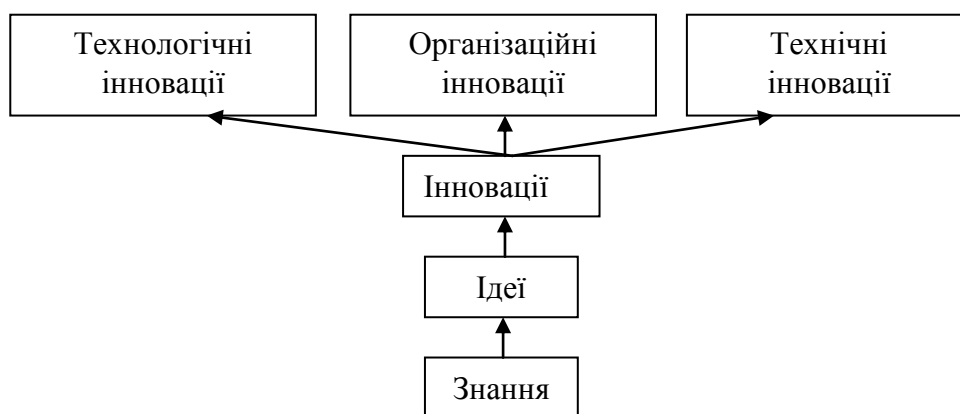 Технологічні
інновації
Організаційні
інновації
Технічні
інновації
Інновації
Ідеї
Знання